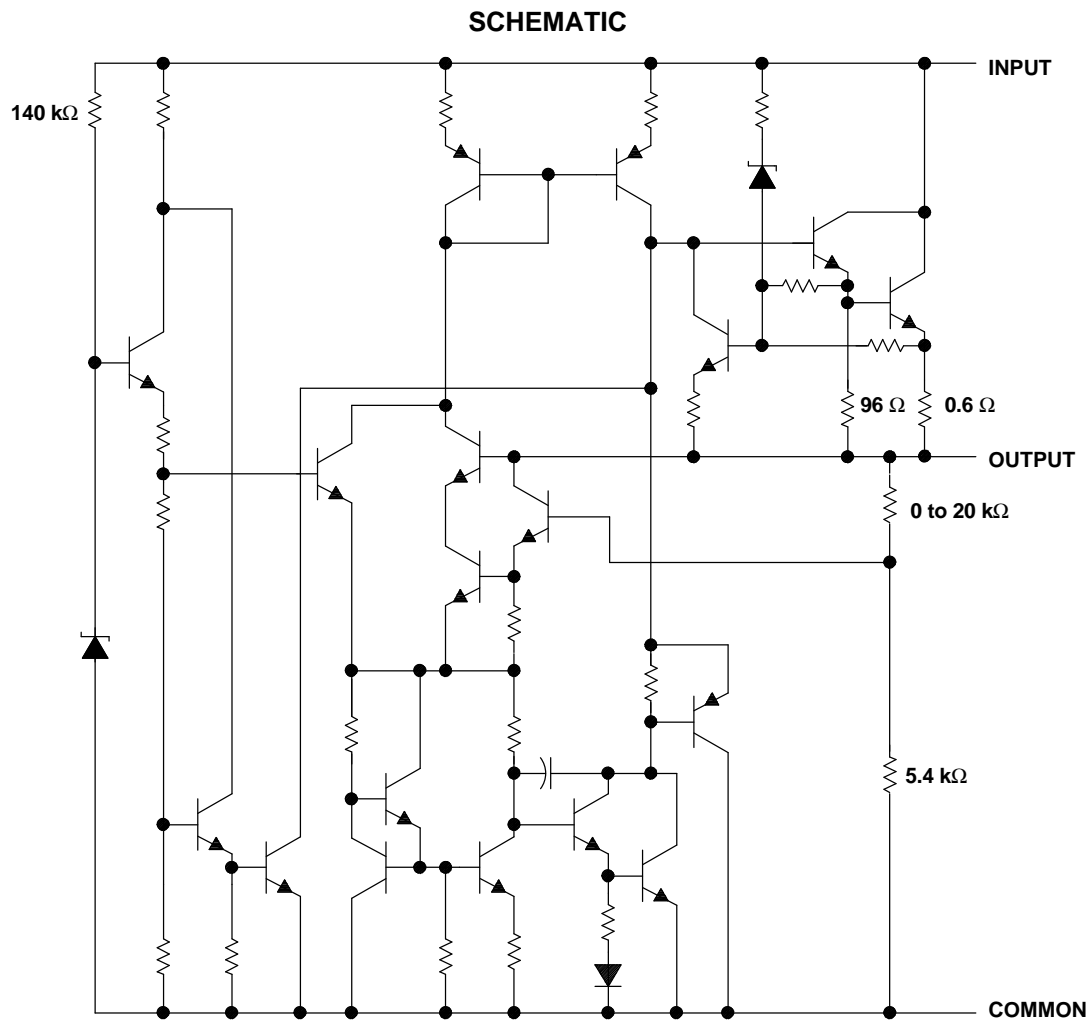 SCHEMATIC
INPUT
140 kΩ
96 Ω
0.6 Ω
OUTPUT
0 to 20 kΩ
5.4 kΩ
COMMON